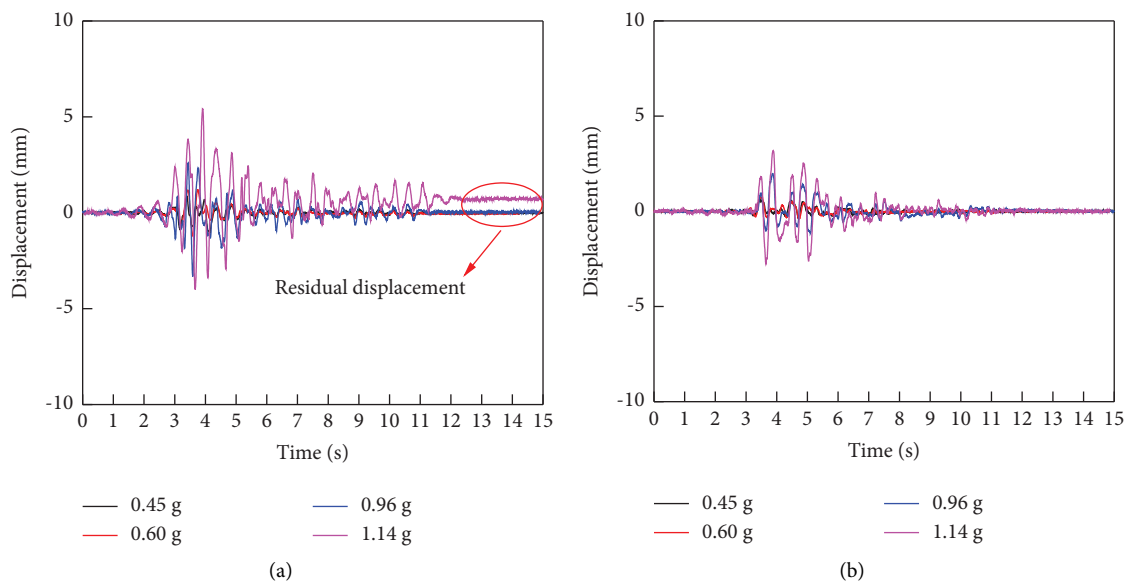 10
5
0
-5
-10
Displacement (mm)
Residual displacement
0 1 2 3 4 5 6 7 8 9 10 11 12 13 14 15
Time (s)
0.45 g
0.60 g
0.96 g
1.14 g
(a)
10
5
0
-5
-10
Displacement (mm)
0 1 2 3 4 5 6 7 8 9 10 11 12 13 14 15
Time (s)
0.45 g
0.60 g
0.96 g
1.14 g
(b)